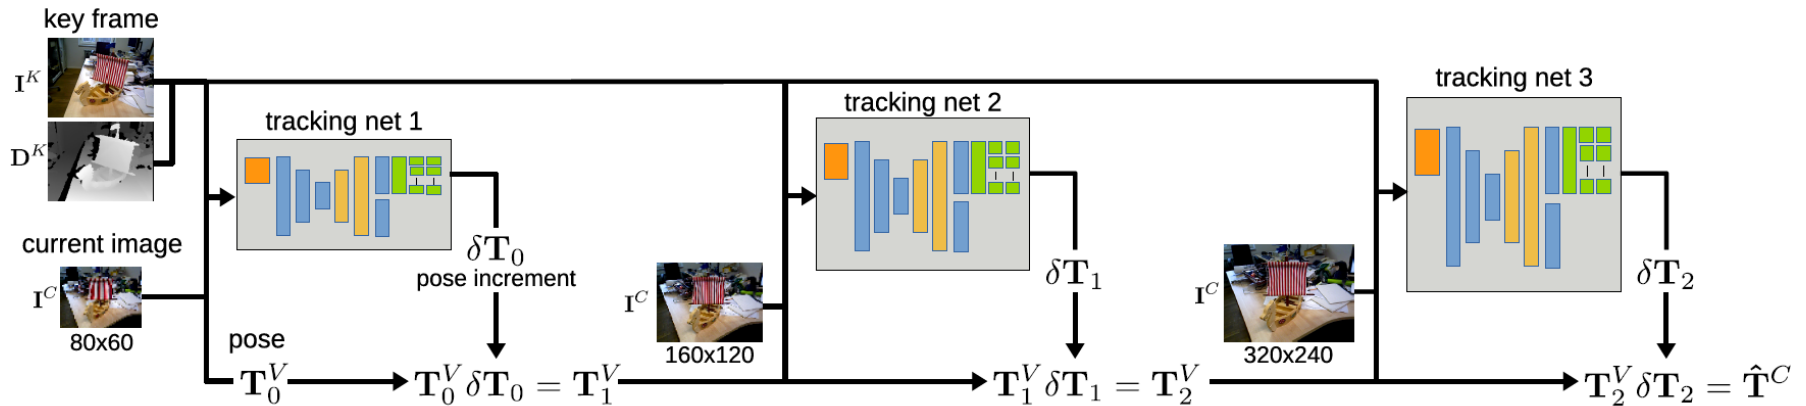 key frame
I^K
D^K
current image
I^C
80x60
pose
T_0^V
tracking net 1
δT_0
pose increment
T_0^V δT_0 = T_1^V
I^C
160x120
tracking net 2
δT_1
T_1^V δT_1 = T_2^V
I^C
320x240
tracking net 3
δT_2
T_2^V δT_2 = T̂^C